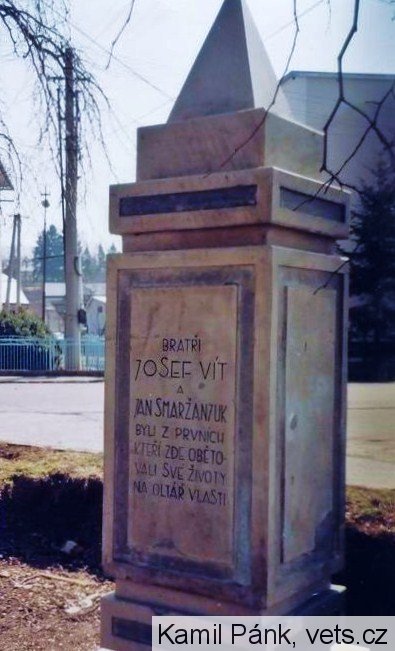 BRATŘI
JOSEF VÍT
A
JAN SMARŽANJUK
BYLI Z PRVNÍCH
KTEŘÍ ZDE OBĚTO-
VALI SVÉ ŽIVOTY
NA OLTÁŘ VLASTI
Kamil Pánk, vets.cz